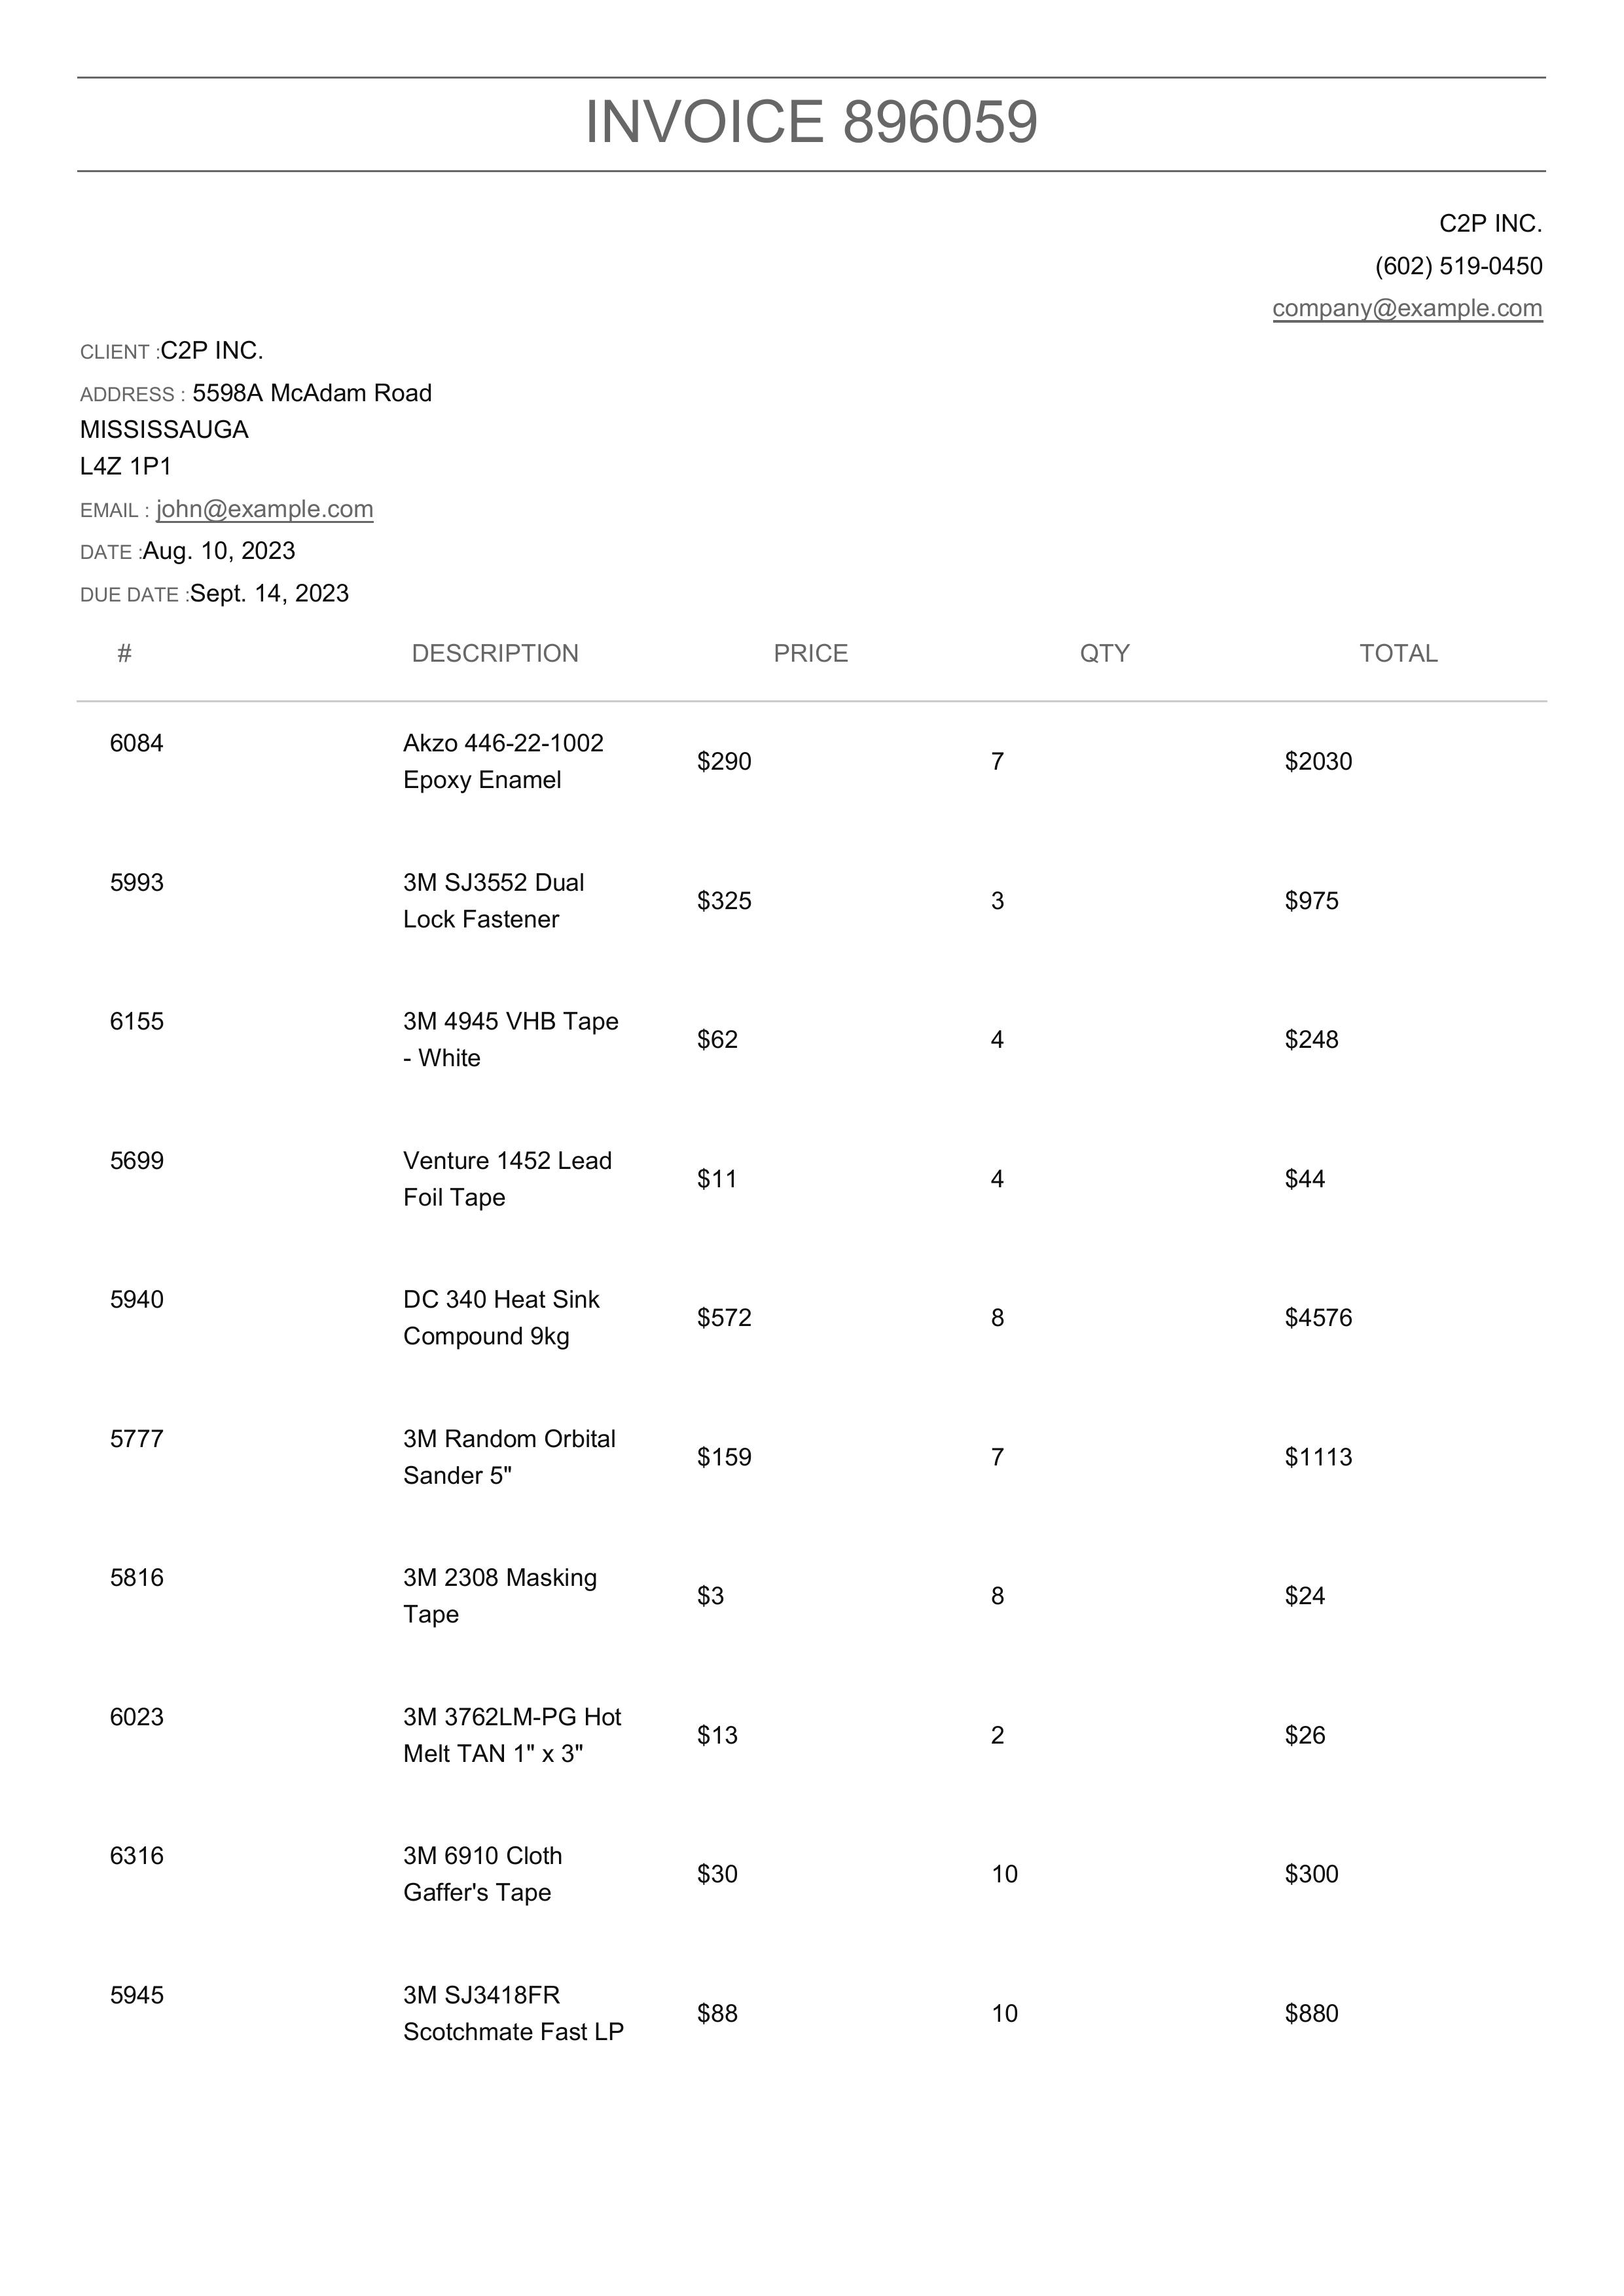 INVOICE 896059
C2P INC.
(602) 519-0450
company@example.com
CLIENT :C2P INC.
ADDRESS : 5598A McAdam Road
MISSISSAUGA
L4Z 1P1
EMAIL : john@example.com
DATE :Aug. 10, 2023
DUE DATE :Sept. 14, 2023
# DESCRIPTION PRICE QTY TOTAL
6084 Akzo 446-22-1002
Epoxy Enamel $290 7 $2030
5993 3M SJ3552 Dual
Lock Fastener $325 3 $975
6155 3M 4945 VHB Tape
- White $62 4 $248
5699 Venture 1452 Lead
Foil Tape $11 4 $44
5940 DC 340 Heat Sink
Compound 9kg $572 8 $4576
5777 3M Random Orbital
Sander 5" $159 7 $1113
5816 3M 2308 Masking
Tape $3 8 $24
6023 3M 3762LM-PG Hot
Melt TAN 1" x 3" $13 2 $26
6316 3M 6910 Cloth
Gaffer's Tape $30 10 $300
5945 3M SJ3418FR
Scotchmate Fast LP $88 10 $880